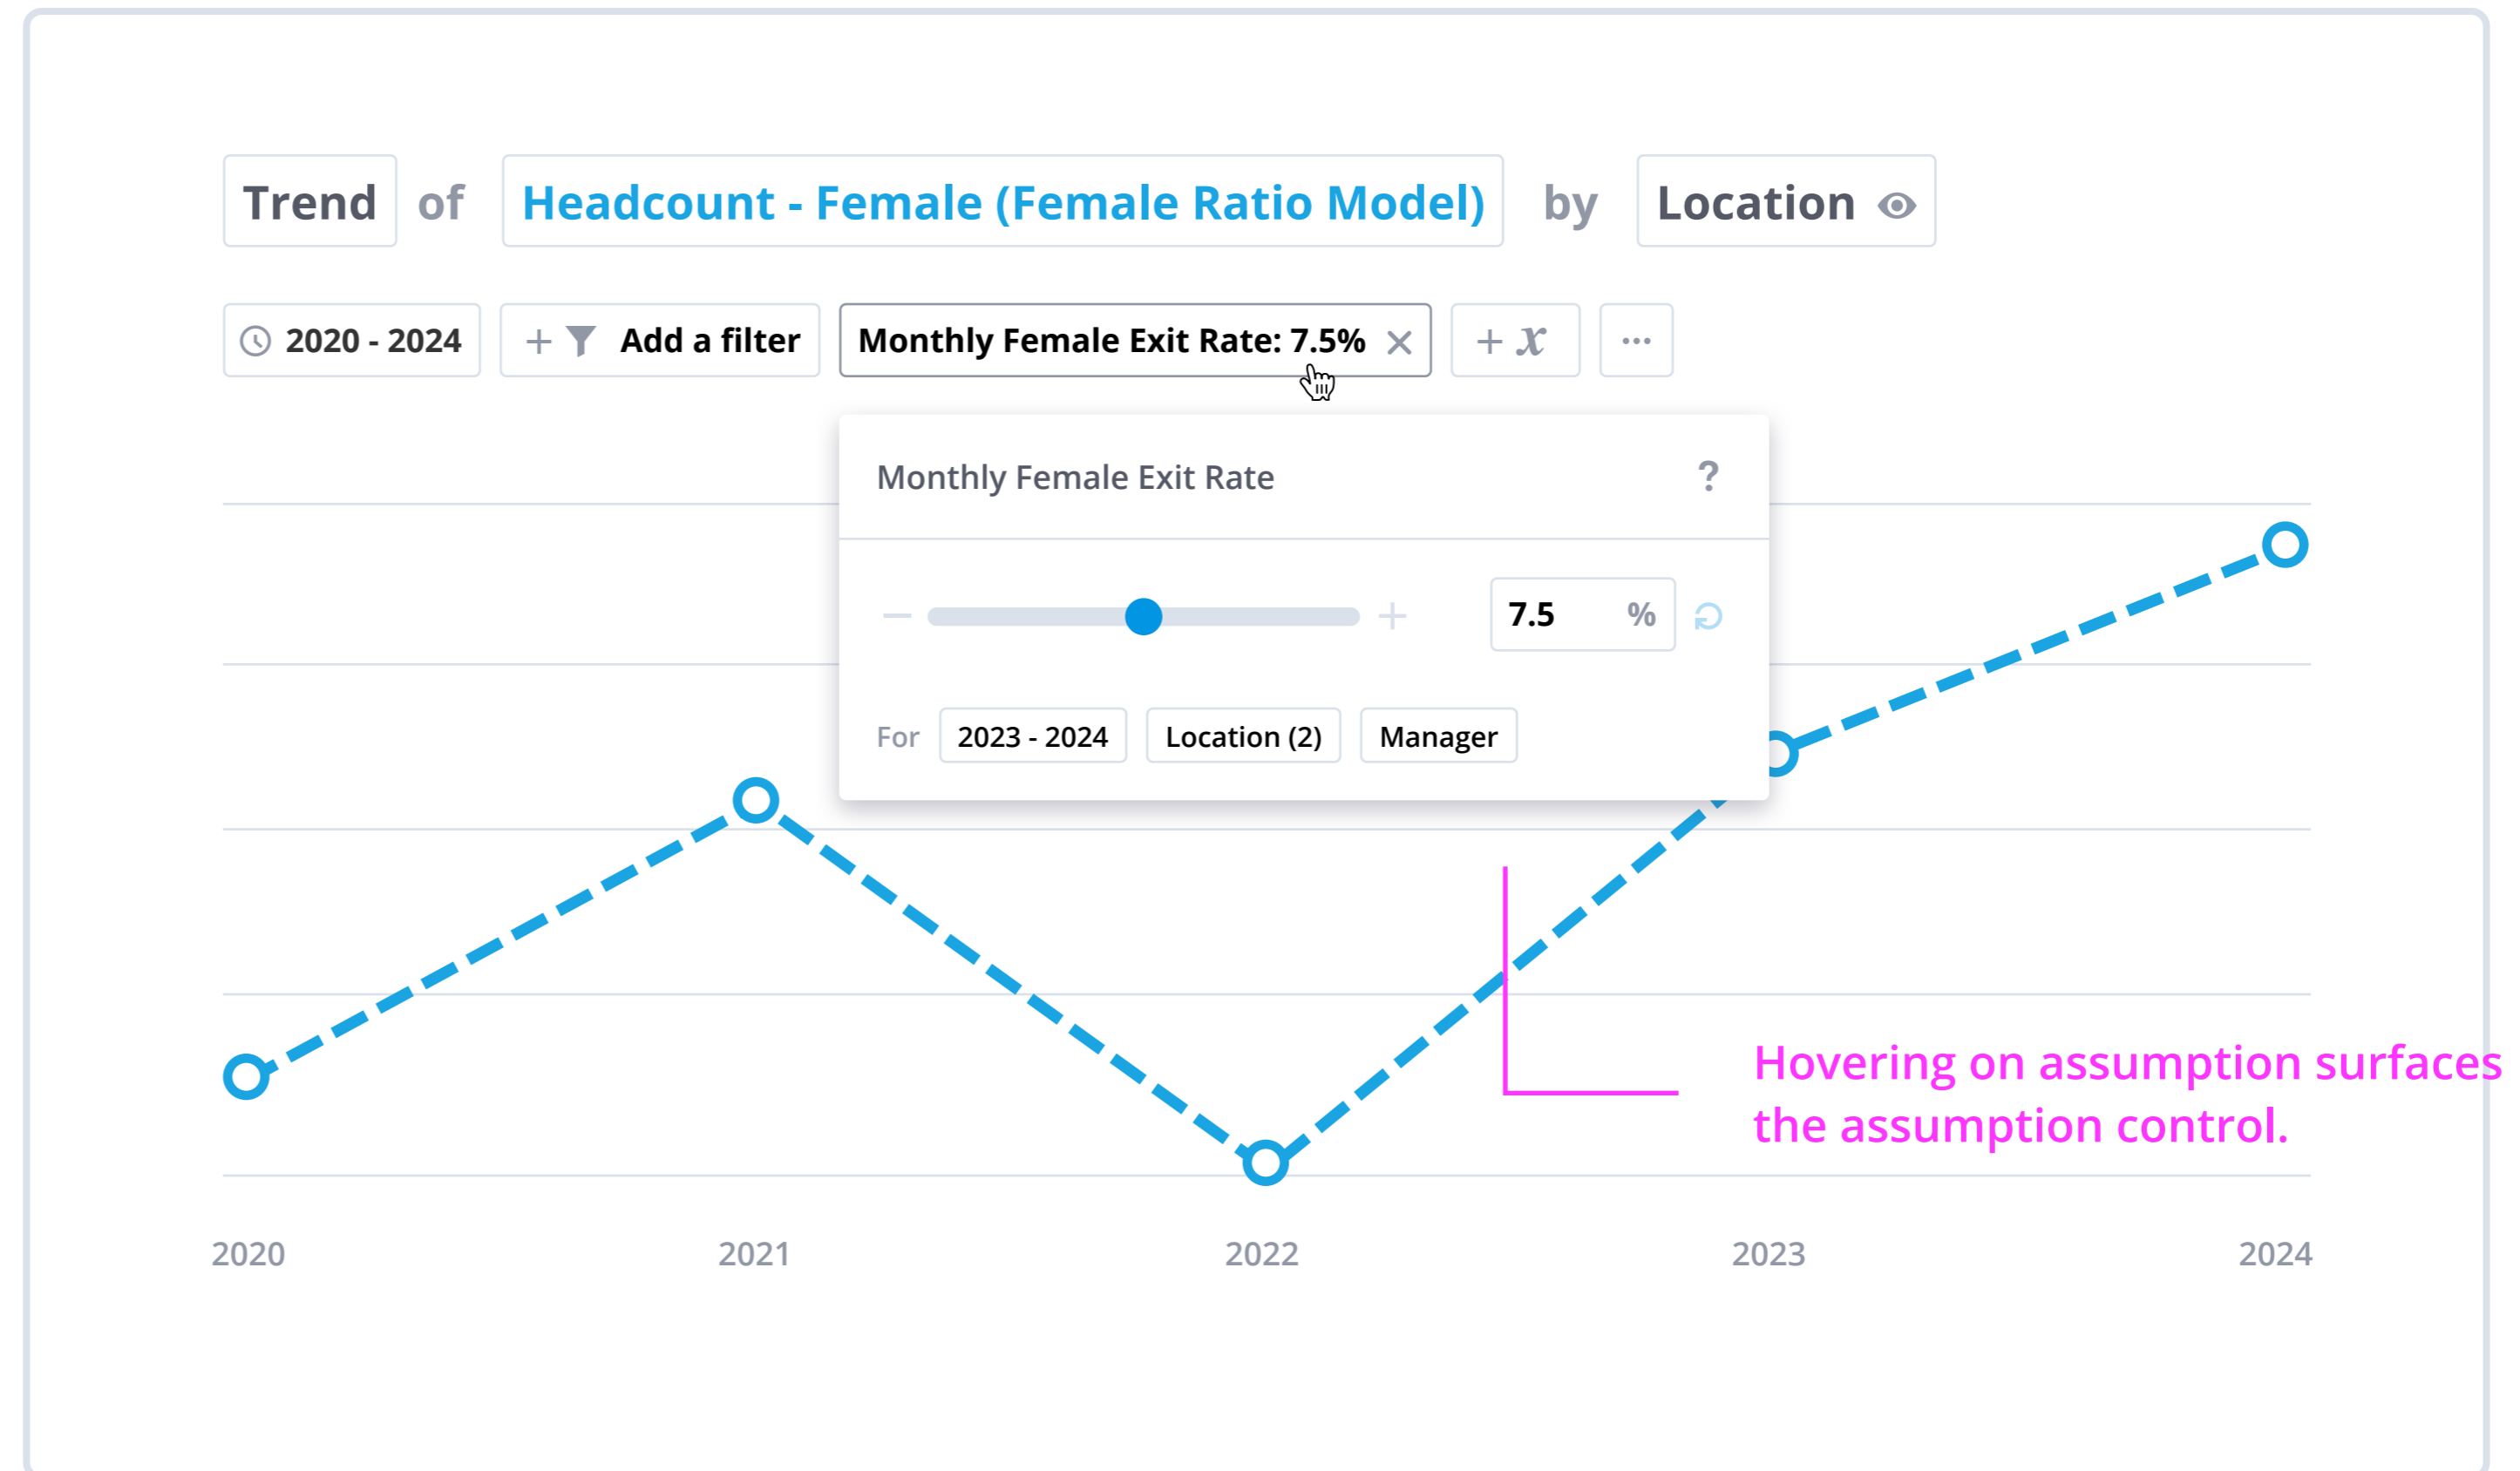 Trend of Headcount - Female (Female Ratio Model) by Location
2020 - 2024 + Add a filter Monthly Female Exit Rate: 7.5% × + x ...
Monthly Female Exit Rate ?
− + 7.5 %
For 2023 - 2024 Location (2) Manager
Hovering on assumption surfaces
the assumption control.
2020 2021 2022 2023 2024